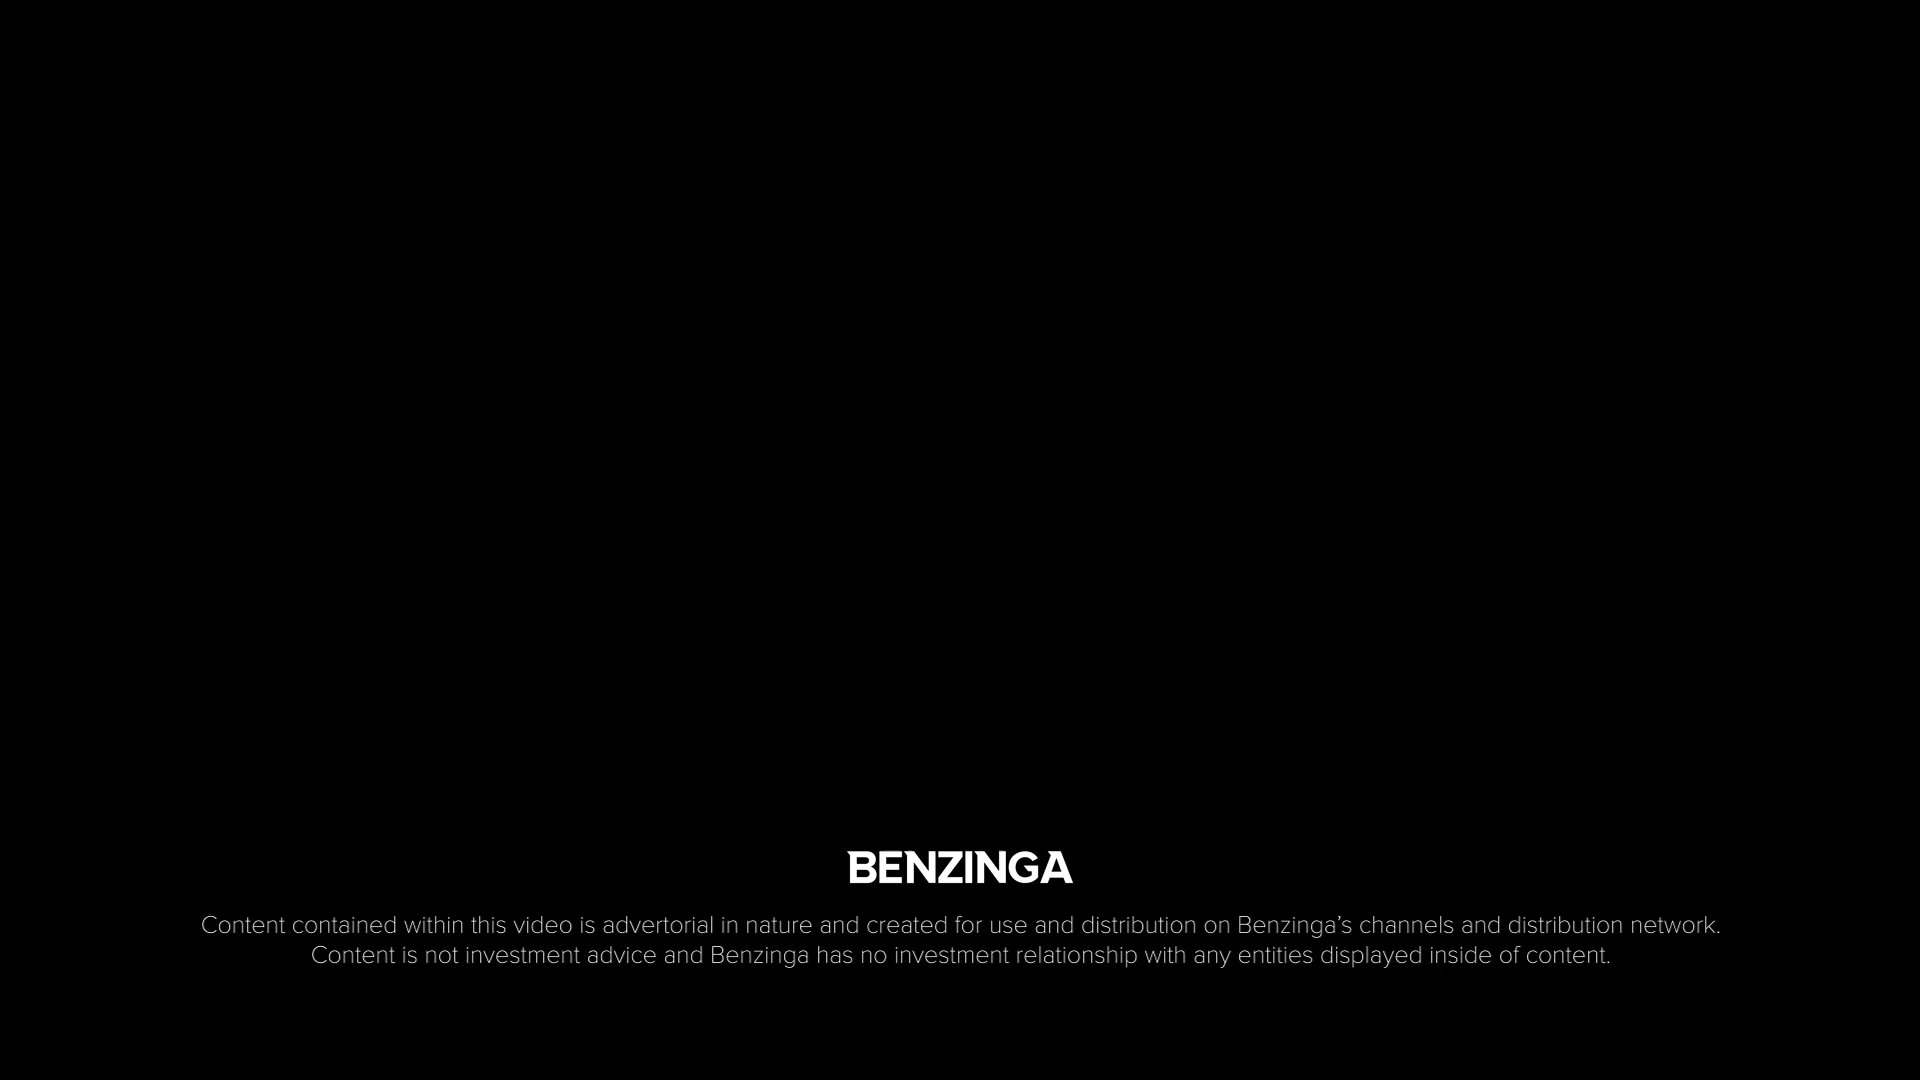 BENZINGA
Content contained within this video is advertorial in nature and created for use and distribution on Benzinga’s channels and distribution network.
Content is not investment advice and Benzinga has no investment relationship with any entities displayed inside of content.